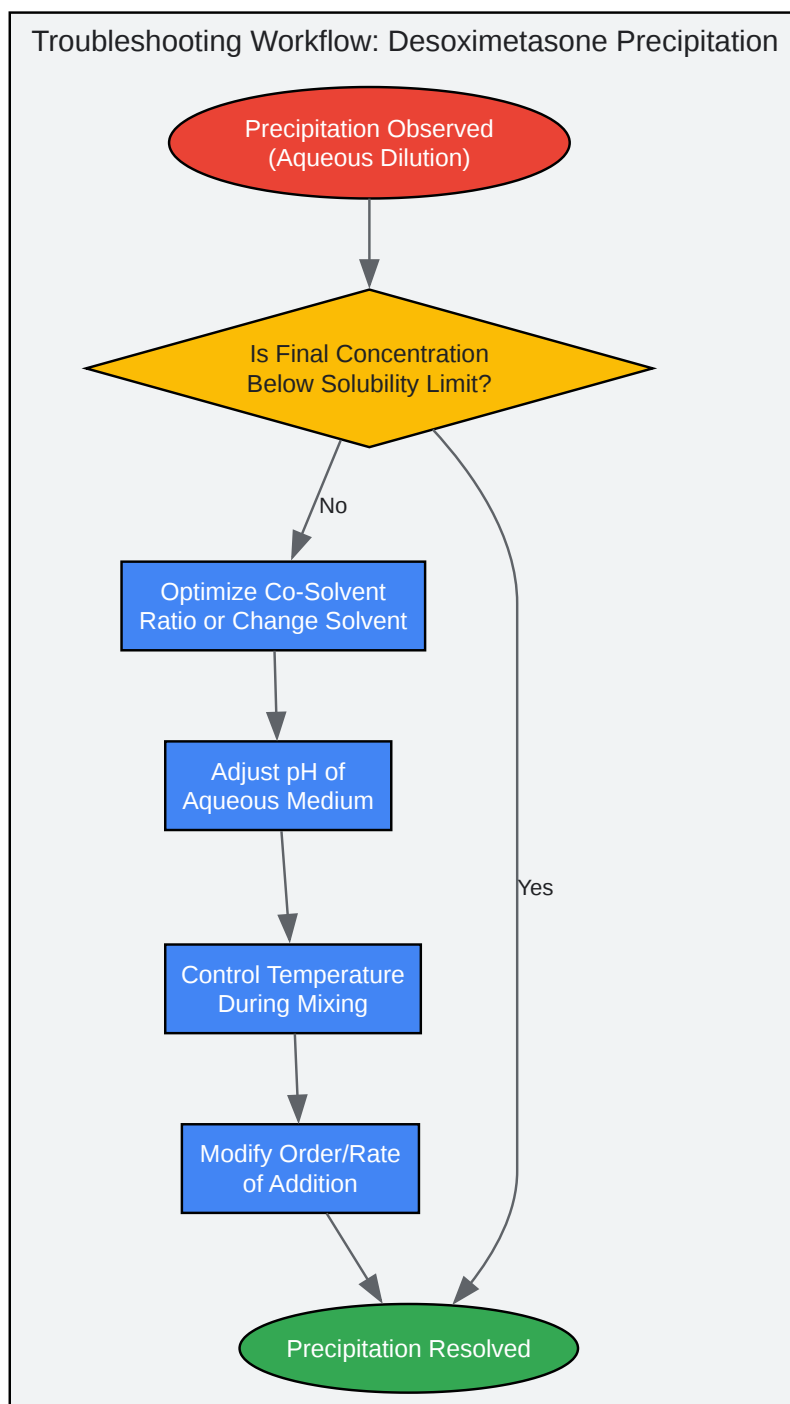 Troubleshooting Workflow: Desoximetasone Precipitation
Precipitation Observed
(Aqueous Dilution)
Is Final Concentration
Below Solubility Limit?
No
Optimize Co-Solvent
Ratio or Change Solvent
Adjust pH of
Aqueous Medium
Yes
Control Temperature
During Mixing
Modify Order/Rate
of Addition
Precipitation Resolved